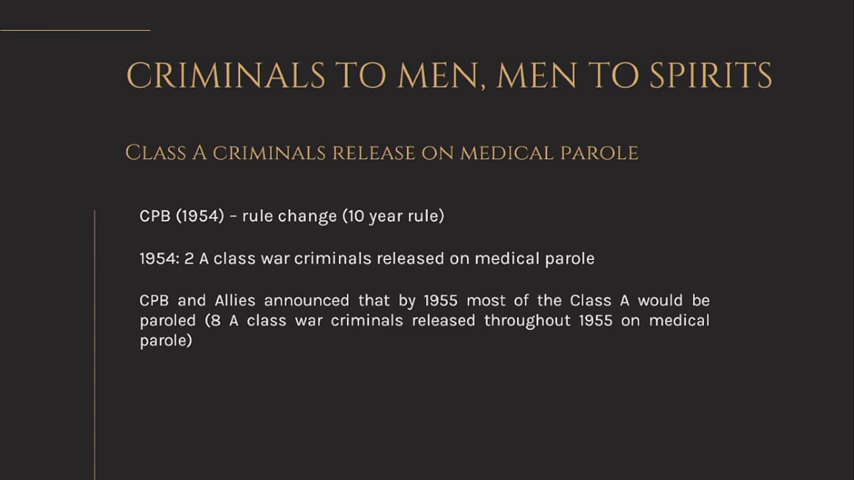 CRIMINALS TO MEN, MEN TO SPIRITS
CLASS A CRIMINALS RELEASE ON MEDICAL PAROLE
CPB (1954) – rule change (10 year rule)
1954: 2 A class war criminals released on medical parole
CPB and Allies announced that by 1955 most of the Class A would be
paroled (8 A class war criminals released throughout 1955 on medical
parole)